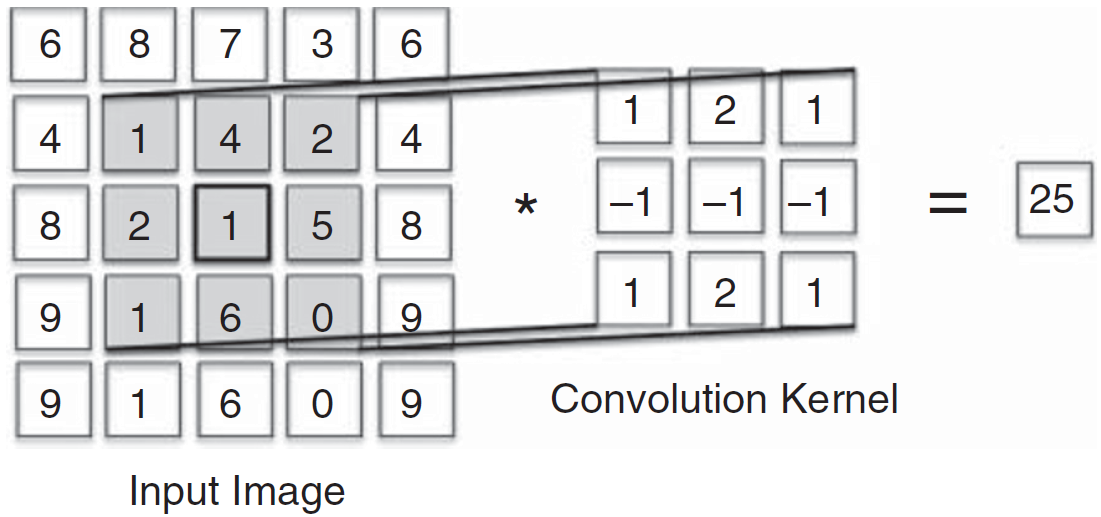 6 8 7 3 6
4 1 4 2 4
8 2 1 5 8
9 1 6 0 9
9 1 6 0 9
Input Image
*
1 2 1
–1 –1 –1
1 2 1
Convolution Kernel
= 25